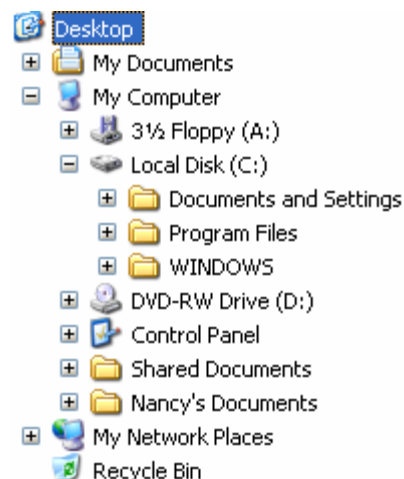 Desktop
My Documents
My Computer
3½ Floppy (A:)
Local Disk (C:)
Documents and Settings
Program Files
WINDOWS
DVD-RW Drive (D:)
Control Panel
Shared Documents
Nancy's Documents
My Network Places
Recycle Bin